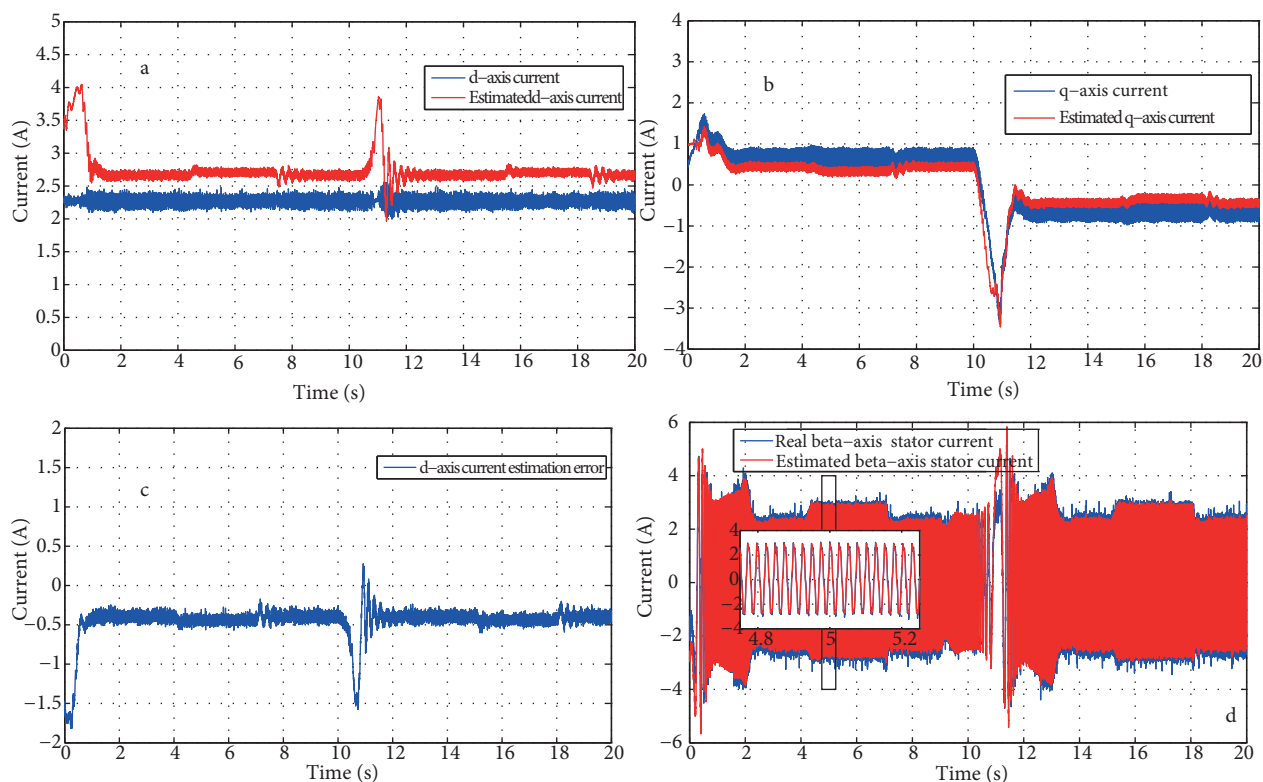 a
d-axis current
Estimatedd-axis current
5
4.5
4
3.5
3
2.5
2
1.5
1
0.5
0
Current (A)
0 2 4 6 8 10 12 14 16 18 20
Time (s)
b
q-axis current
Estimated q-axis current
4
3
2
1
0
-1
-2
-3
-4
Current (A)
0 2 4 6 8 10 12 14 16 18 20
Time (s)
c
d-axis current estimation error
2
1.5
1
0.5
0
-0.5
-1
-1.5
-2
Current (A)
0 2 4 6 8 10 12 14 16 18 20
Time (s)
Real beta-axis stator current
Estimated beta-axis stator current
6
4
2
0
-2
-4
-6
Current (A)
4
2
0
-2
-4
4.8 5 5.2
d
0 2 4 6 8 10 12 14 16 18 20
Time (s)